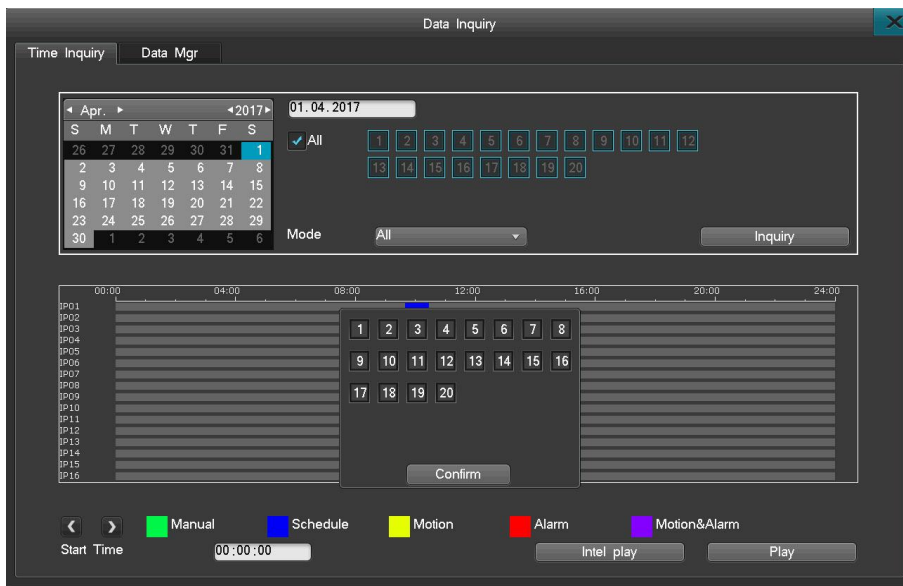 Data Inquiry
Time Inquiry Data Mgr
Apr. 2017
S M T W T F S
26 27 28 29 30 31 1
2 3 4 5 6 7 8
9 10 11 12 13 14 15
16 17 18 19 20 21 22
23 24 25 26 27 28 29
30 1 2 3 4 5 6
01.04.2017
All 1 2 3 4 5 6 7 8 9 10 11 12
13 14 15 16 17 18 19 20
Mode All Inquiry
00:00 04:00 08:00 12:00 16:00 20:00 24:00
IP01
IP02
IP03
IP04
IP05
IP06
IP07
IP08
IP09
IP10
IP11
IP12
IP13
IP14
IP15
IP16
1 2 3 4 5 6 7 8
9 10 11 12 13 14 15 16
17 18 19 20
Confirm
Manual Schedule Motion Alarm Motion&Alarm
Start Time 00:00:00 Intel play Play